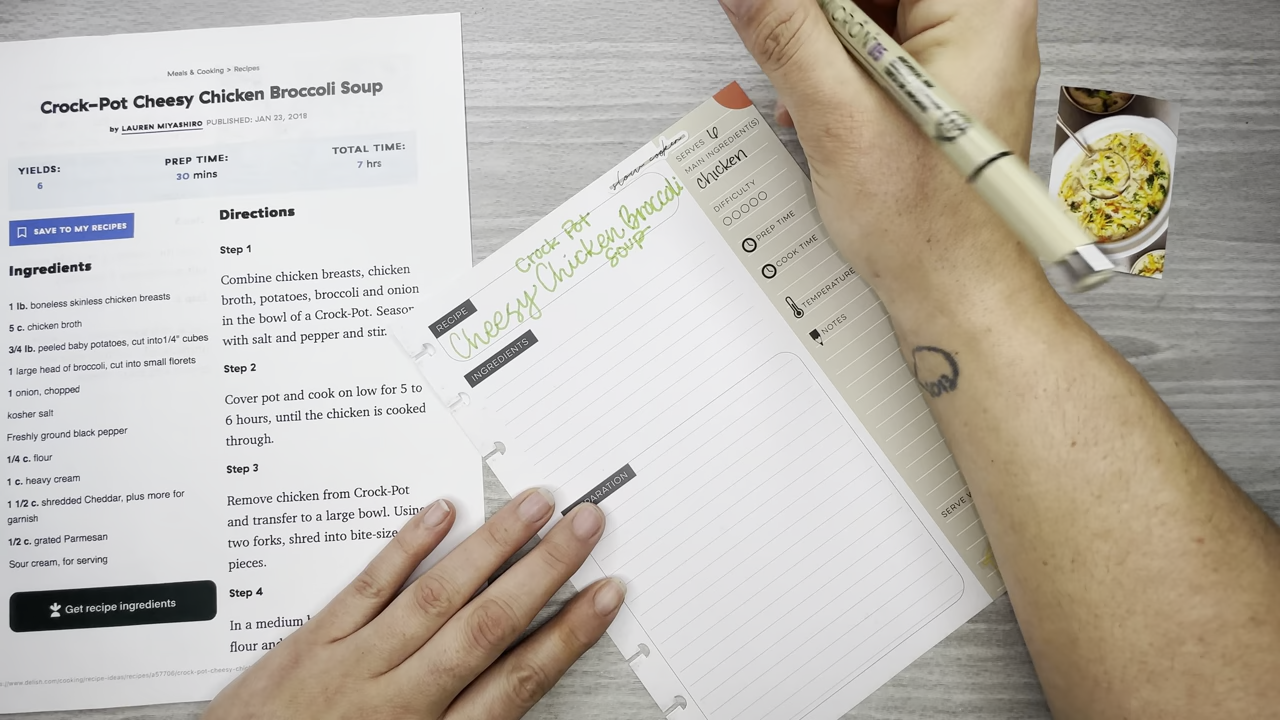 Meals & Cooking > Recipes
Crock-Pot Cheesy Chicken Broccoli Soup
by LAUREN MIYASHIRO PUBLISHED: JAN 23, 2018
YIELDS:
6
PREP TIME:
30 mins
TOTAL TIME:
7 hrs
SAVE TO MY RECIPES
Ingredients
1 lb. boneless skinless chicken breasts
5 c. chicken broth
3/4 lb. peeled baby potatoes, cut into1/4" cubes
1 large head of broccoli, cut into small florets
1 onion, chopped
kosher salt
Freshly ground black pepper
1/4 c. flour
1 c. heavy cream
1 1/2 c. shredded Cheddar, plus more for
garnish
1/2 c. grated Parmesan
Sour cream, for serving
Get recipe ingredients
Directions
Step 1
Combine chicken breasts, chicken
broth, potatoes, broccoli and onion
in the bowl of a Crock-Pot. Season
with salt and pepper and stir.
Step 2
Cover pot and cook on low for 5 to
6 hours, until the chicken is cooked
through.
Step 3
Remove chicken from Crock-Pot
and transfer to a large bowl. Using
two forks, shred into bite-size
pieces.
Step 4
In a medium
flour and
slow cooker
RECIPE
Crock Pot
Cheesy Chicken Broccoli
Soup
INGREDIENTS
PARATION
SERVES 6
MAIN INGREDIENT(S)
chicken
DIFFICULTY
PREP TIME
COOK TIME
TEMPERATURE
NOTES
SERVE W